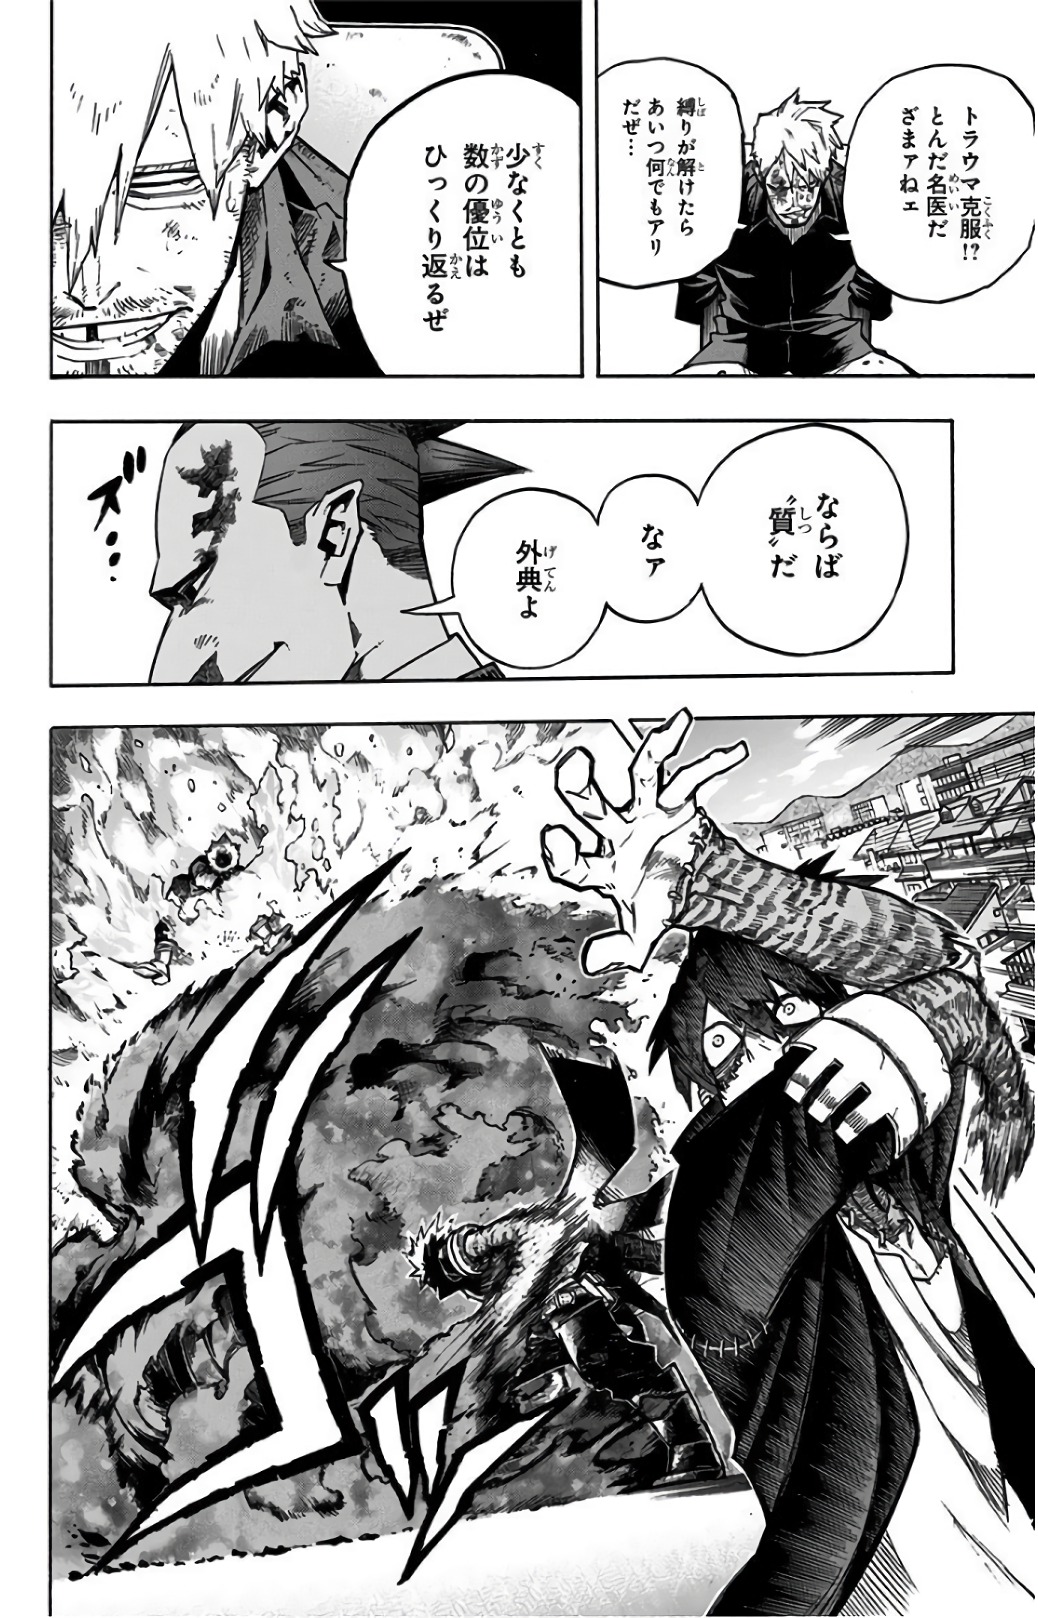 トラウマ克服!?
とんだ名医だ
ざまァねェ
縛りが解けたら
あいつ何でもアリ
だぜ…
少なくとも
数の優位は
ひっくり返るぜ
ならば
〝質〟だ
なァ
外典よ
ズ…